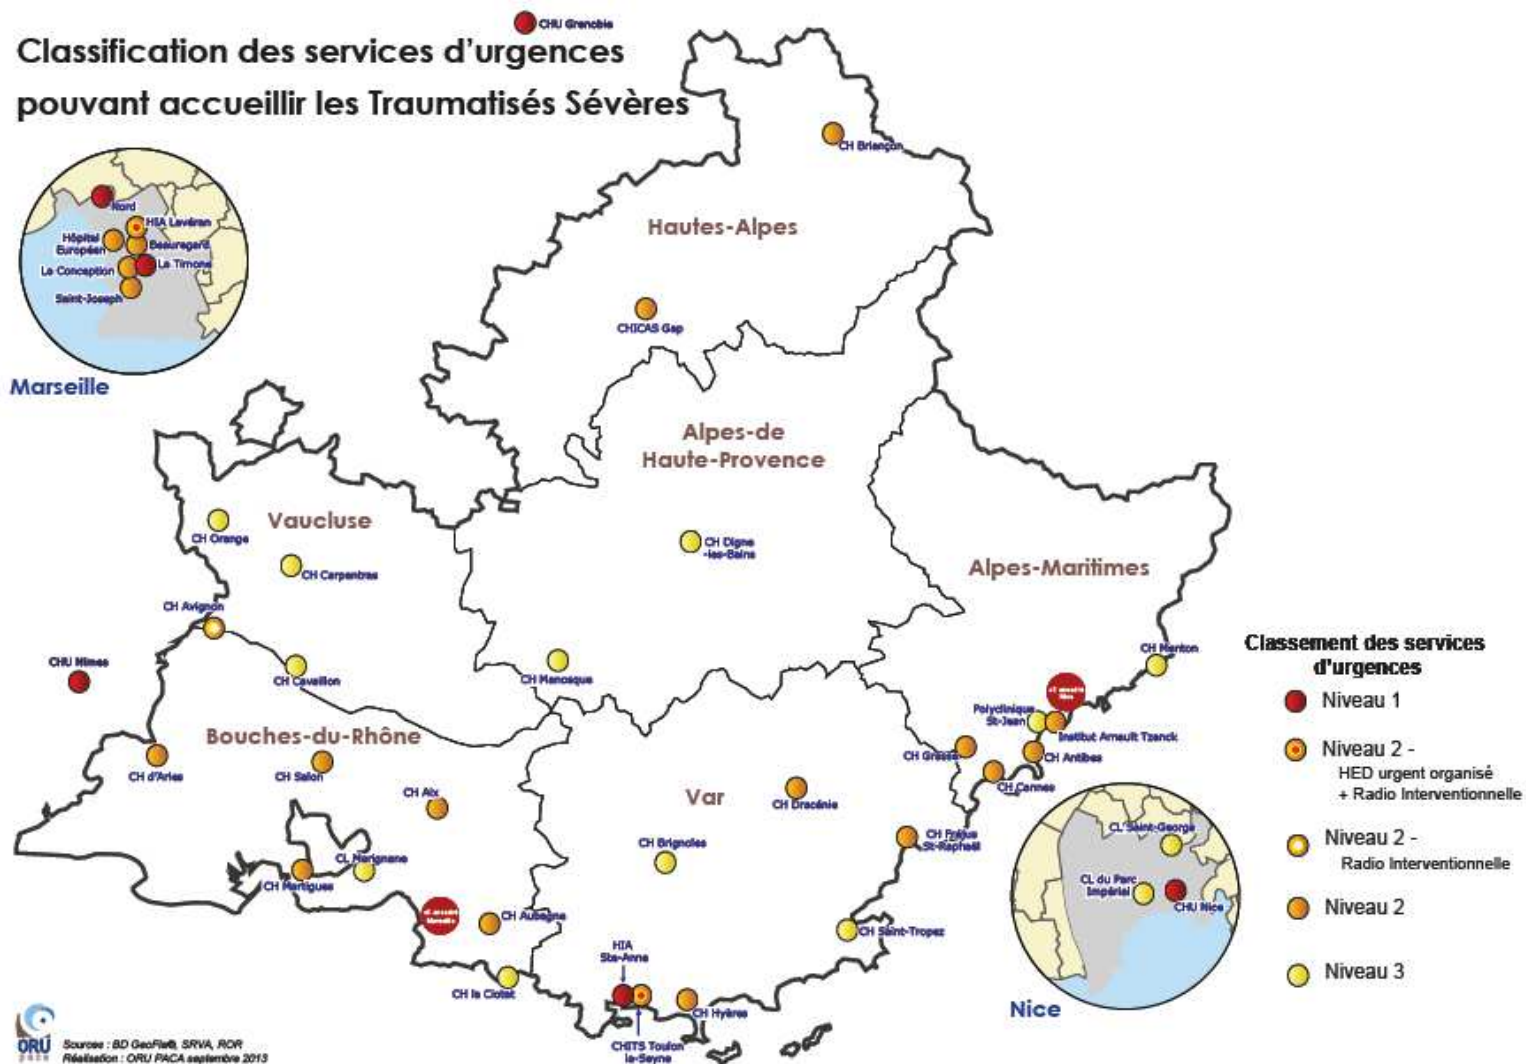 CHU Grenoble
Classification des services d'urgences
pouvant accueillir les Traumatisés Sévères
CH Briançon
Nord
HIA Lavéran
Hôpital
Européen
Beauregard
La Conception
La Timone
Saint-Joseph
Marseille
Hautes-Alpes
CHICAS Gap
Alpes-de
Haute-Provence
CH Digne
-les-Bains
CH Manosque
Vaucluse
CH Orange
CH Carpentras
CH Avignon
CH Cavaillon
CHU Nîmes
Bouches-du-Rhône
CH d'Arles
CH Salon
CH Aix
CL Marignane
CH Martigues
CH Aubagne
CH la Ciotat
Var
CH Dracénie
CH Brignoles
CH Fréjus
St-Raphaël
CH Saint-Tropez
HIA
Ste-Anne
CH Hyères
CHITS Toulon
la-Seyne
Alpes-Maritimes
CH Menton
Polyclinique
St-Jean
Institut Arnault Tzanck
CH Grasse
CH Antibes
CH Cannes
CL Saint-George
CL du Parc
Impérial
CHU Nice
Nice
Classement des services
d'urgences
Niveau 1
Niveau 2 -
HED urgent organisé
+ Radio Interventionnelle
Niveau 2 -
Radio Interventionnelle
Niveau 2
Niveau 3
ORU
paca
Sources : BD GeoFla®, SRVA, ROR
Réalisation : ORU PACA septembre 2013